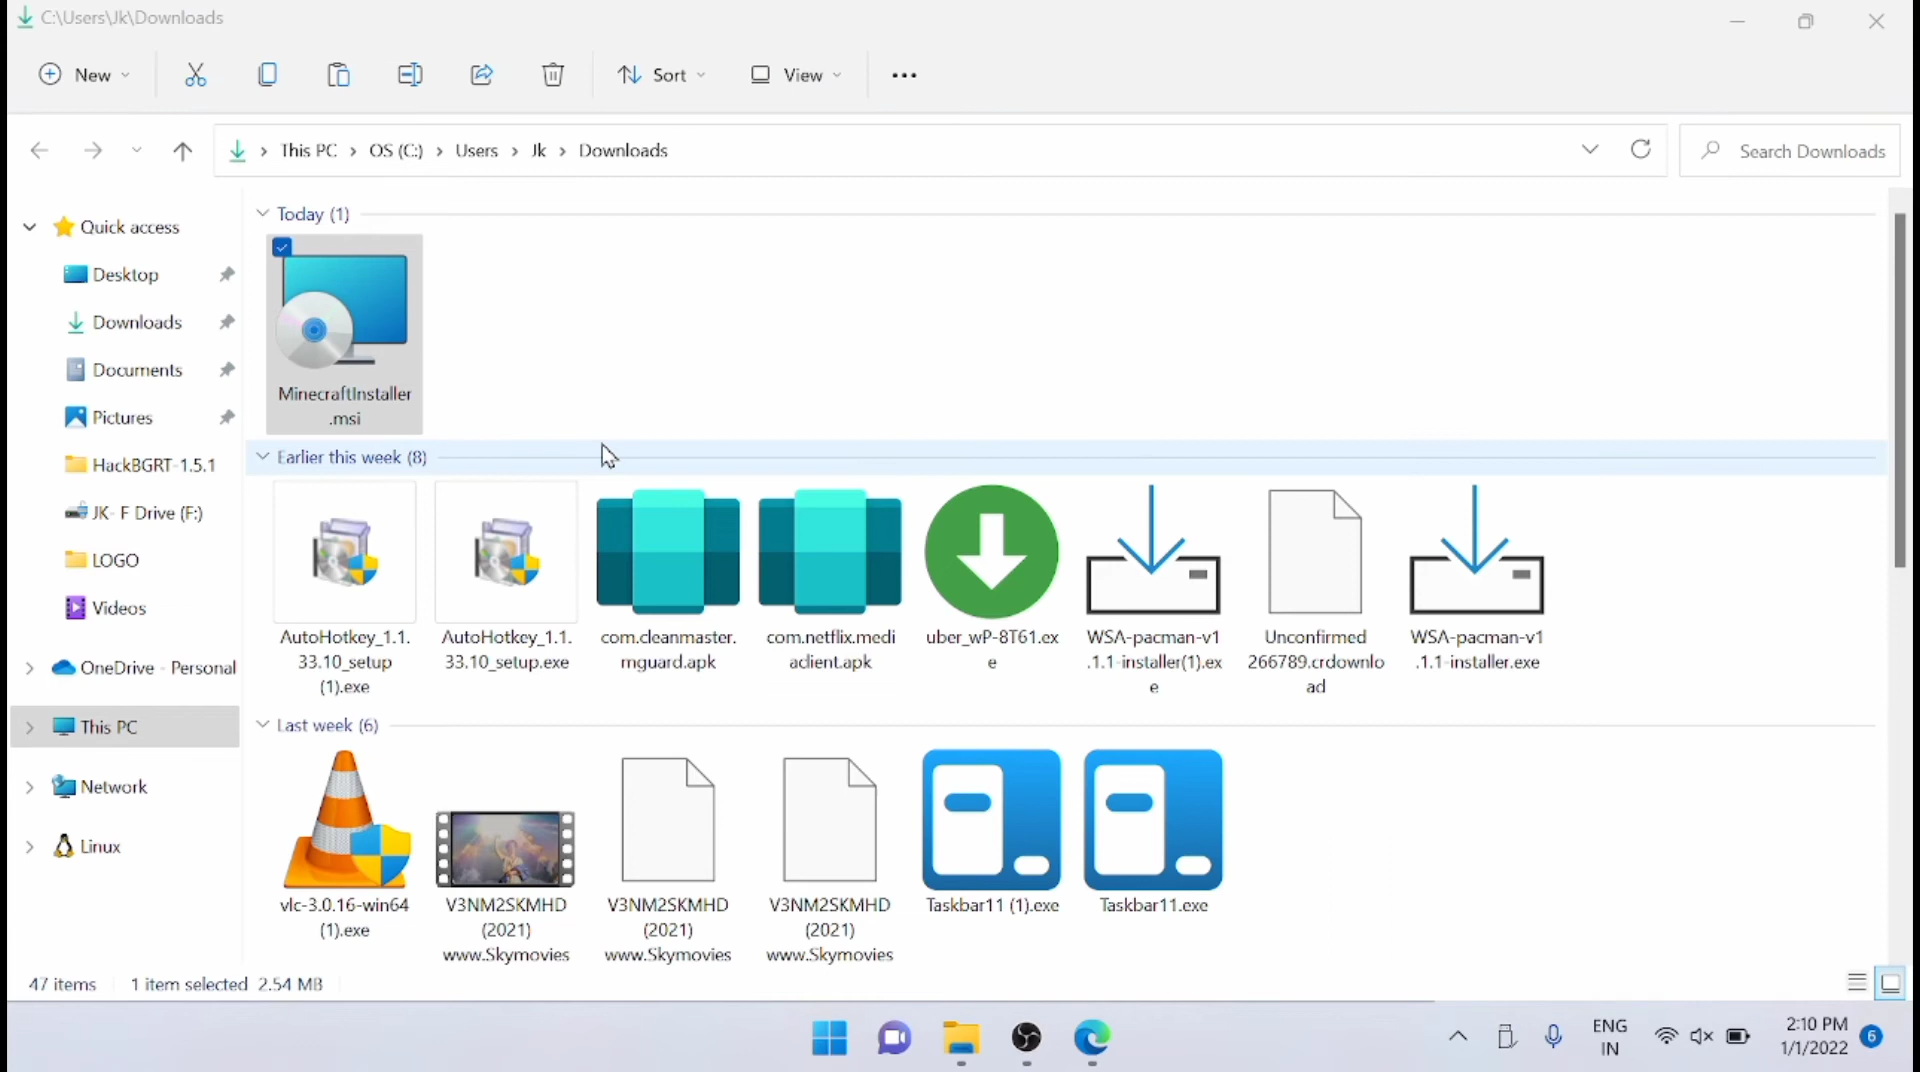 C:\Users\Jk\Downloads
New
Sort
View
This PC
OS (C:)
Users
Jk
Downloads
Search Downloads
Quick access
Desktop
Downloads
Documents
Pictures
HackBGRT-1.5.1
JK- F Drive (F:)
LOGO
Videos
OneDrive - Personal
This PC
Network
Linux
Today (1)
MinecraftInstaller
.msi
Earlier this week (8)
AutoHotkey_1.1.
33.10_setup
(1).exe
AutoHotkey_1.1.
33.10_setup.exe
com.cleanmaster.
mguard.apk
com.netflix.medi
aclient.apk
uber_wP-8T61.ex
e
WSA-pacman-v1
.1.1-installer(1).ex
e
Unconfirmed
266789.crdownlo
ad
WSA-pacman-v1
.1.1-installer.exe
Last week (6)
vlc-3.0.16-win64
(1).exe
V3NM2SKMHD
(2021)
www.Skymovies
V3NM2SKMHD
(2021)
www.Skymovies
V3NM2SKMHD
(2021)
www.Skymovies
Taskbar11 (1).exe
Taskbar11.exe
47 items
1 item selected 2.54 MB
ENG
IN
2:10 PM
1/1/2022
6